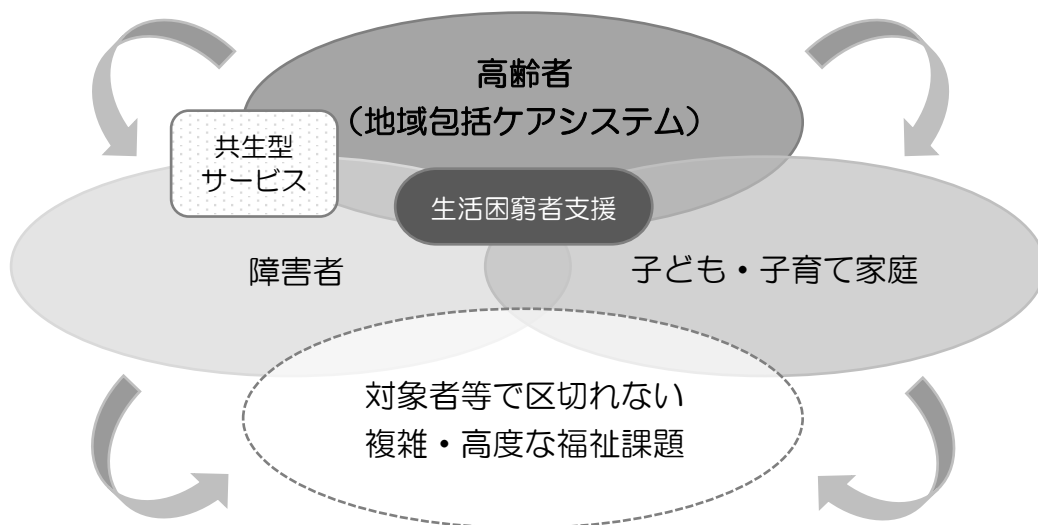 高齢者
（地域包括ケアシステム）
共生型
サービス
生活困窮者支援
障害者
子ども・子育て家庭
対象者等で区切れない
複雑・高度な福祉課題